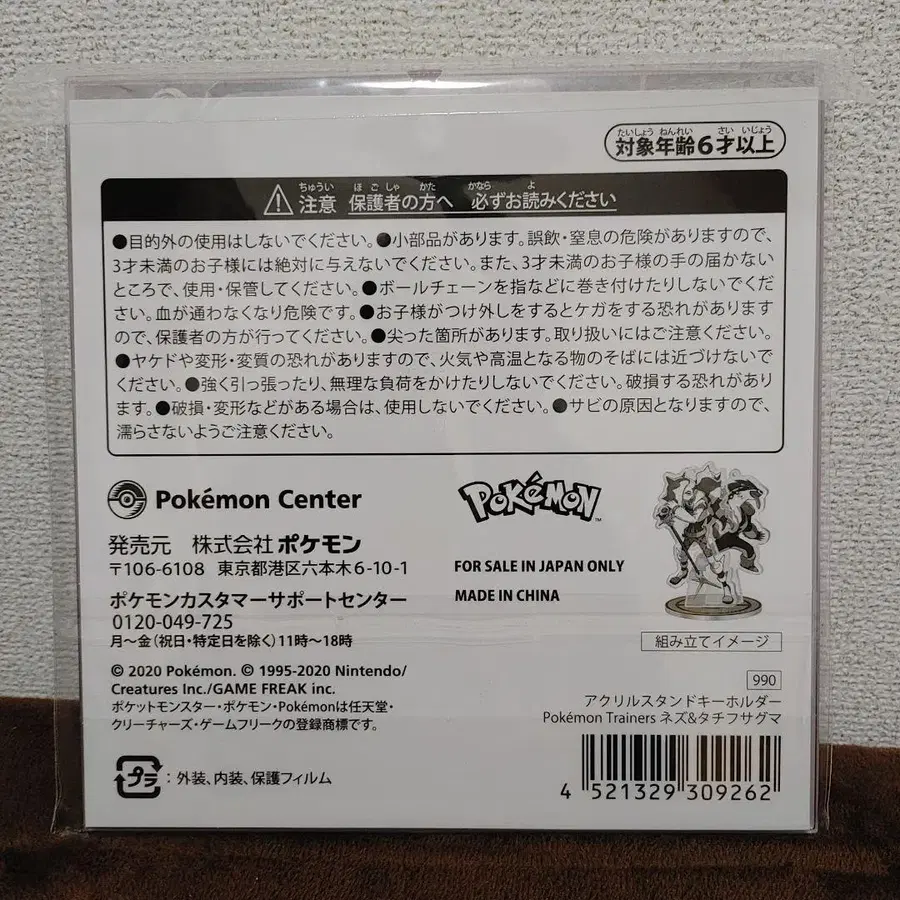 たいしょう ねんれい さい いじょう
対象年齢6才以上
ちゅうい ほごしゃ かた かなら よ
注意 保護者の方へ 必ずお読みください
●目的外の使用はしないでください。●小部品があります。誤飲・窒息の危険がありますので、
3才未満のお子様には絶対に与えないでください。また、3才未満のお子様の手の届かない
ところで、使用・保管してください。●ボールチェーンを指などに巻き付けたりしないでくだ
さい。血が通わなくなり危険です。●お子様がつけ外しをするとケガをする恐れがあります
ので、保護者の方が行ってください。●尖った箇所があります。取り扱いにはご注意ください。
●ヤケドや変形・変質の恐れがありますので、火気や高温となる物のそばには近づけないで
ください。●強く引っ張ったり、無理な負荷をかけたりしないでください。破損する恐れがあり
ます。●破損・変形などがある場合は、使用しないでください。●サビの原因となりますので、
濡らさないようご注意ください。
Pokémon Center
発売元 株式会社 ポケモン
〒106-6108 東京都港区六本木6-10-1
ポケモンカスタマーサポートセンター
0120-049-725
月～金(祝日・特定日を除く)11時～18時
© 2020 Pokémon. © 1995-2020 Nintendo/
Creatures Inc./GAME FREAK inc.
ポケットモンスター・ポケモン・Pokémonは任天堂・
クリーチャーズ・ゲームフリークの登録商標です。
プラ:外装、内装、保護フィルム
POKéMON™
FOR SALE IN JAPAN ONLY
MADE IN CHINA
組み立てイメージ
990
アクリルスタンドキーホルダー
Pokémon Trainers ネズ&タチフサグマ
4 521329 309262